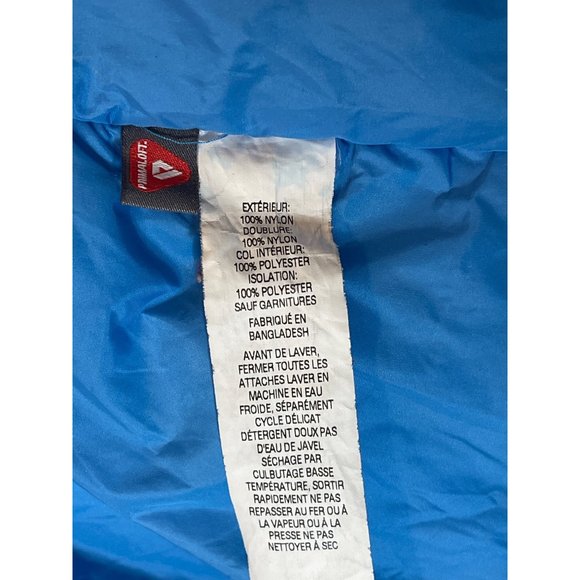 PRIMALOFT.
EXTÉRIEUR:
100% NYLON
DOUBLURE:
100% NYLON
COL INTÉRIEUR:
100% POLYESTER
ISOLATION:
100% POLYESTER
SAUF GARNITURES
FABRIQUÉ EN
BANGLADESH
AVANT DE LAVER,
FERMER TOUTES LES
ATTACHES LAVER EN
MACHINE EN EAU
FROIDE, SÉPARÉMENT
CYCLE DÉLICAT
DÉTERGENT DOUX PAS
D'EAU DE JAVEL
SÉCHAGE PAR
CULBUTAGE BASSE
TEMPÉRATURE, SORTIR
RAPIDEMENT NE PAS
REPASSER AU FER OU À
LA VAPEUR OU À LA
PRESSE NE PAS
NETTOYER À SEC